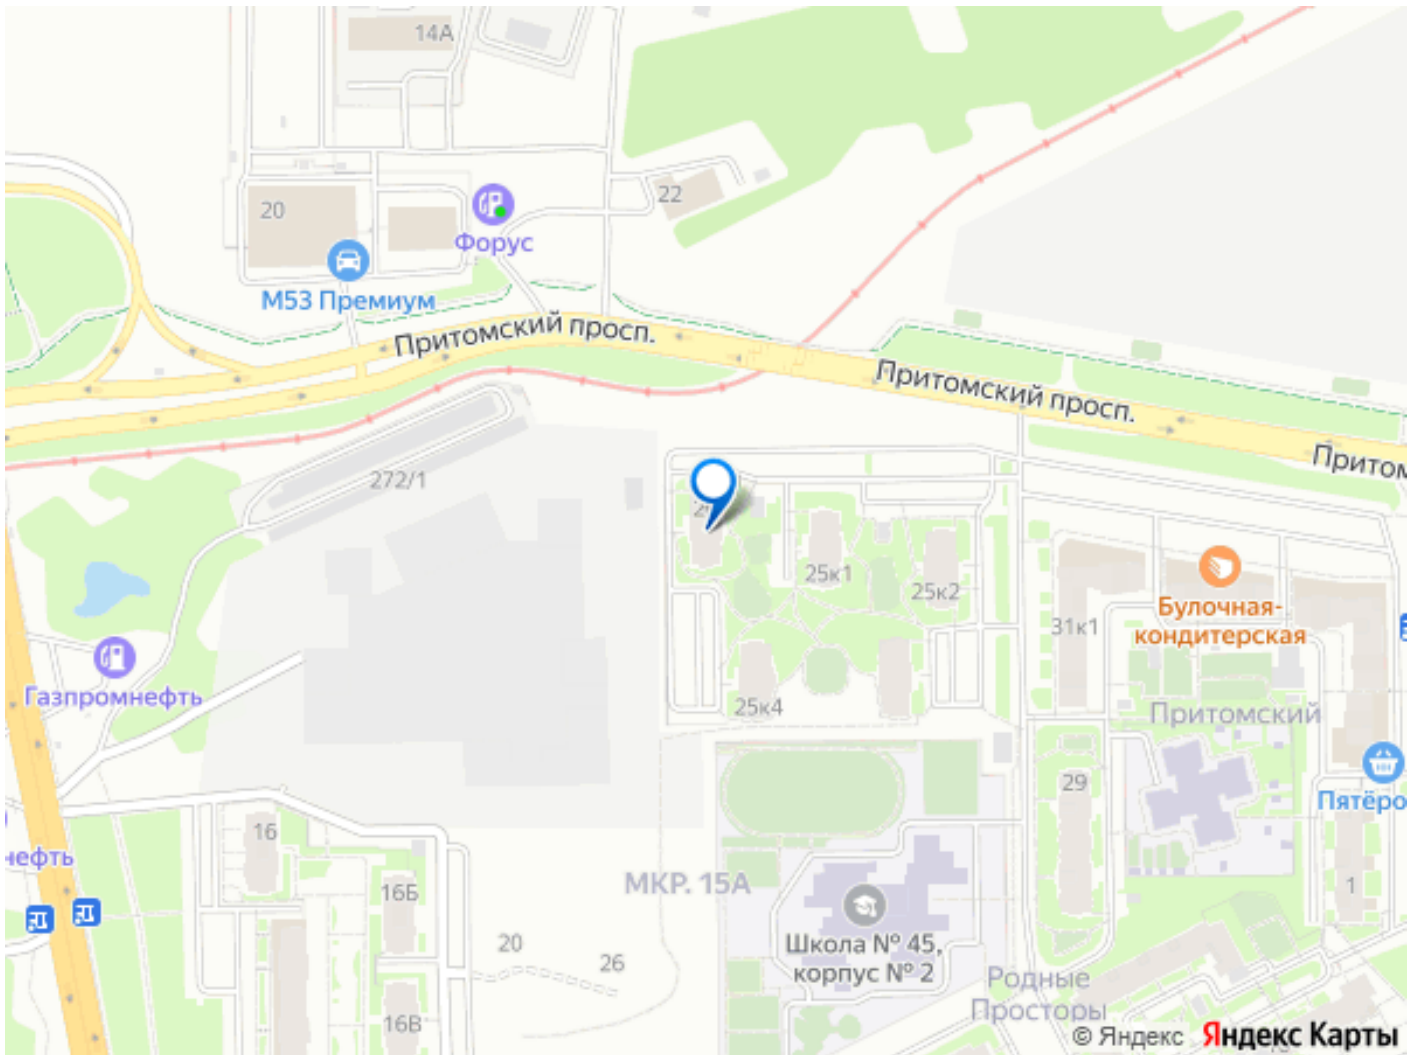 14А
20
22
Форус
М53 Премиум
Притомский просп.
Притомский просп.
Притом
272/1
25к1
25к2
31к1
Булочная-
кондитерская
Газпромнефть
25к4
Притомский
29
Пятёро
16
нефть
16Б
МКР. 15А
1
20
26
Школа № 45,
корпус № 2
Родные
Просторы
16В
© Яндекс Яндекс Карты